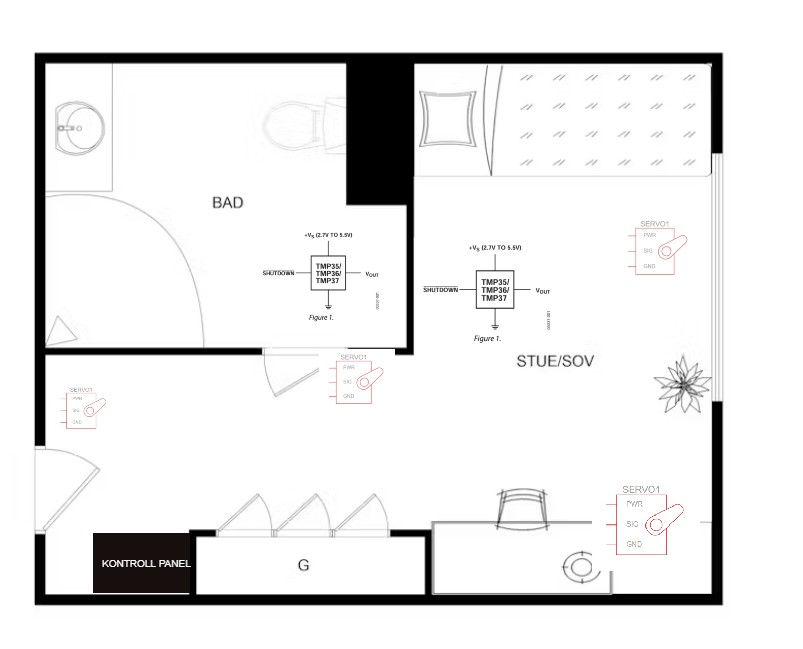 BAD
+VS (2.7V TO 5.5V)
SHUTDOWN
TMP35/
TMP36/
TMP37
VOUT
Figure 1.
SERVO1
PWR
SIG
GND
+VS (2.7V TO 5.5V)
SHUTDOWN
TMP35/
TMP36/
TMP37
VOUT
Figure 1.
STUE/SOV
SERVO1
PWR
SIG
GND
SERVO1
PWR
SIG
GND
SERVO1
PWR
SIG
GND
KONTROLL PANEL
G